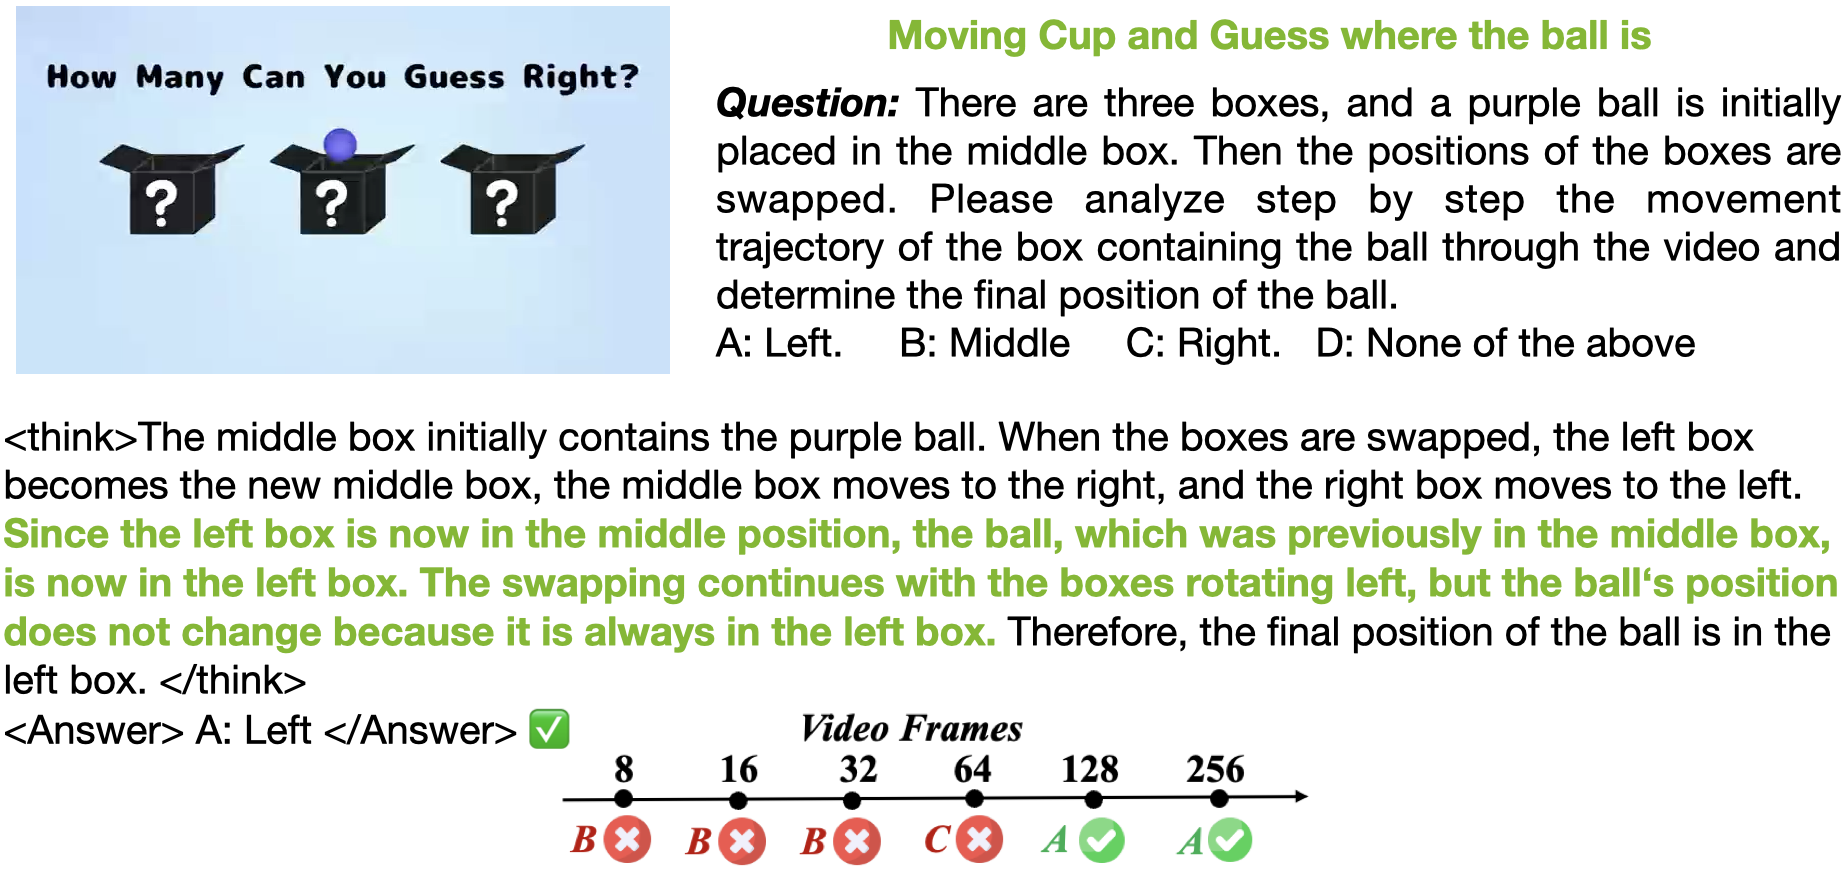 How Many Can You Guess Right?
? ? ?
Moving Cup and Guess where the ball is
Question: There are three boxes, and a purple ball is initially
placed in the middle box. Then the positions of the boxes are
swapped. Please analyze step by step the movement
trajectory of the box containing the ball through the video and
determine the final position of the ball.
A: Left. B: Middle C: Right. D: None of the above
<think>The middle box initially contains the purple ball. When the boxes are swapped, the left box
becomes the new middle box, the middle box moves to the right, and the right box moves to the left.
Since the left box is now in the middle position, the ball, which was previously in the middle box,
is now in the left box. The swapping continues with the boxes rotating left, but the ball‘s position
does not change because it is always in the left box. Therefore, the final position of the ball is in the
left box. </think>
<Answer> A: Left </Answer> ✅
Video Frames
8 16 32 64 128 256
B B B C A A